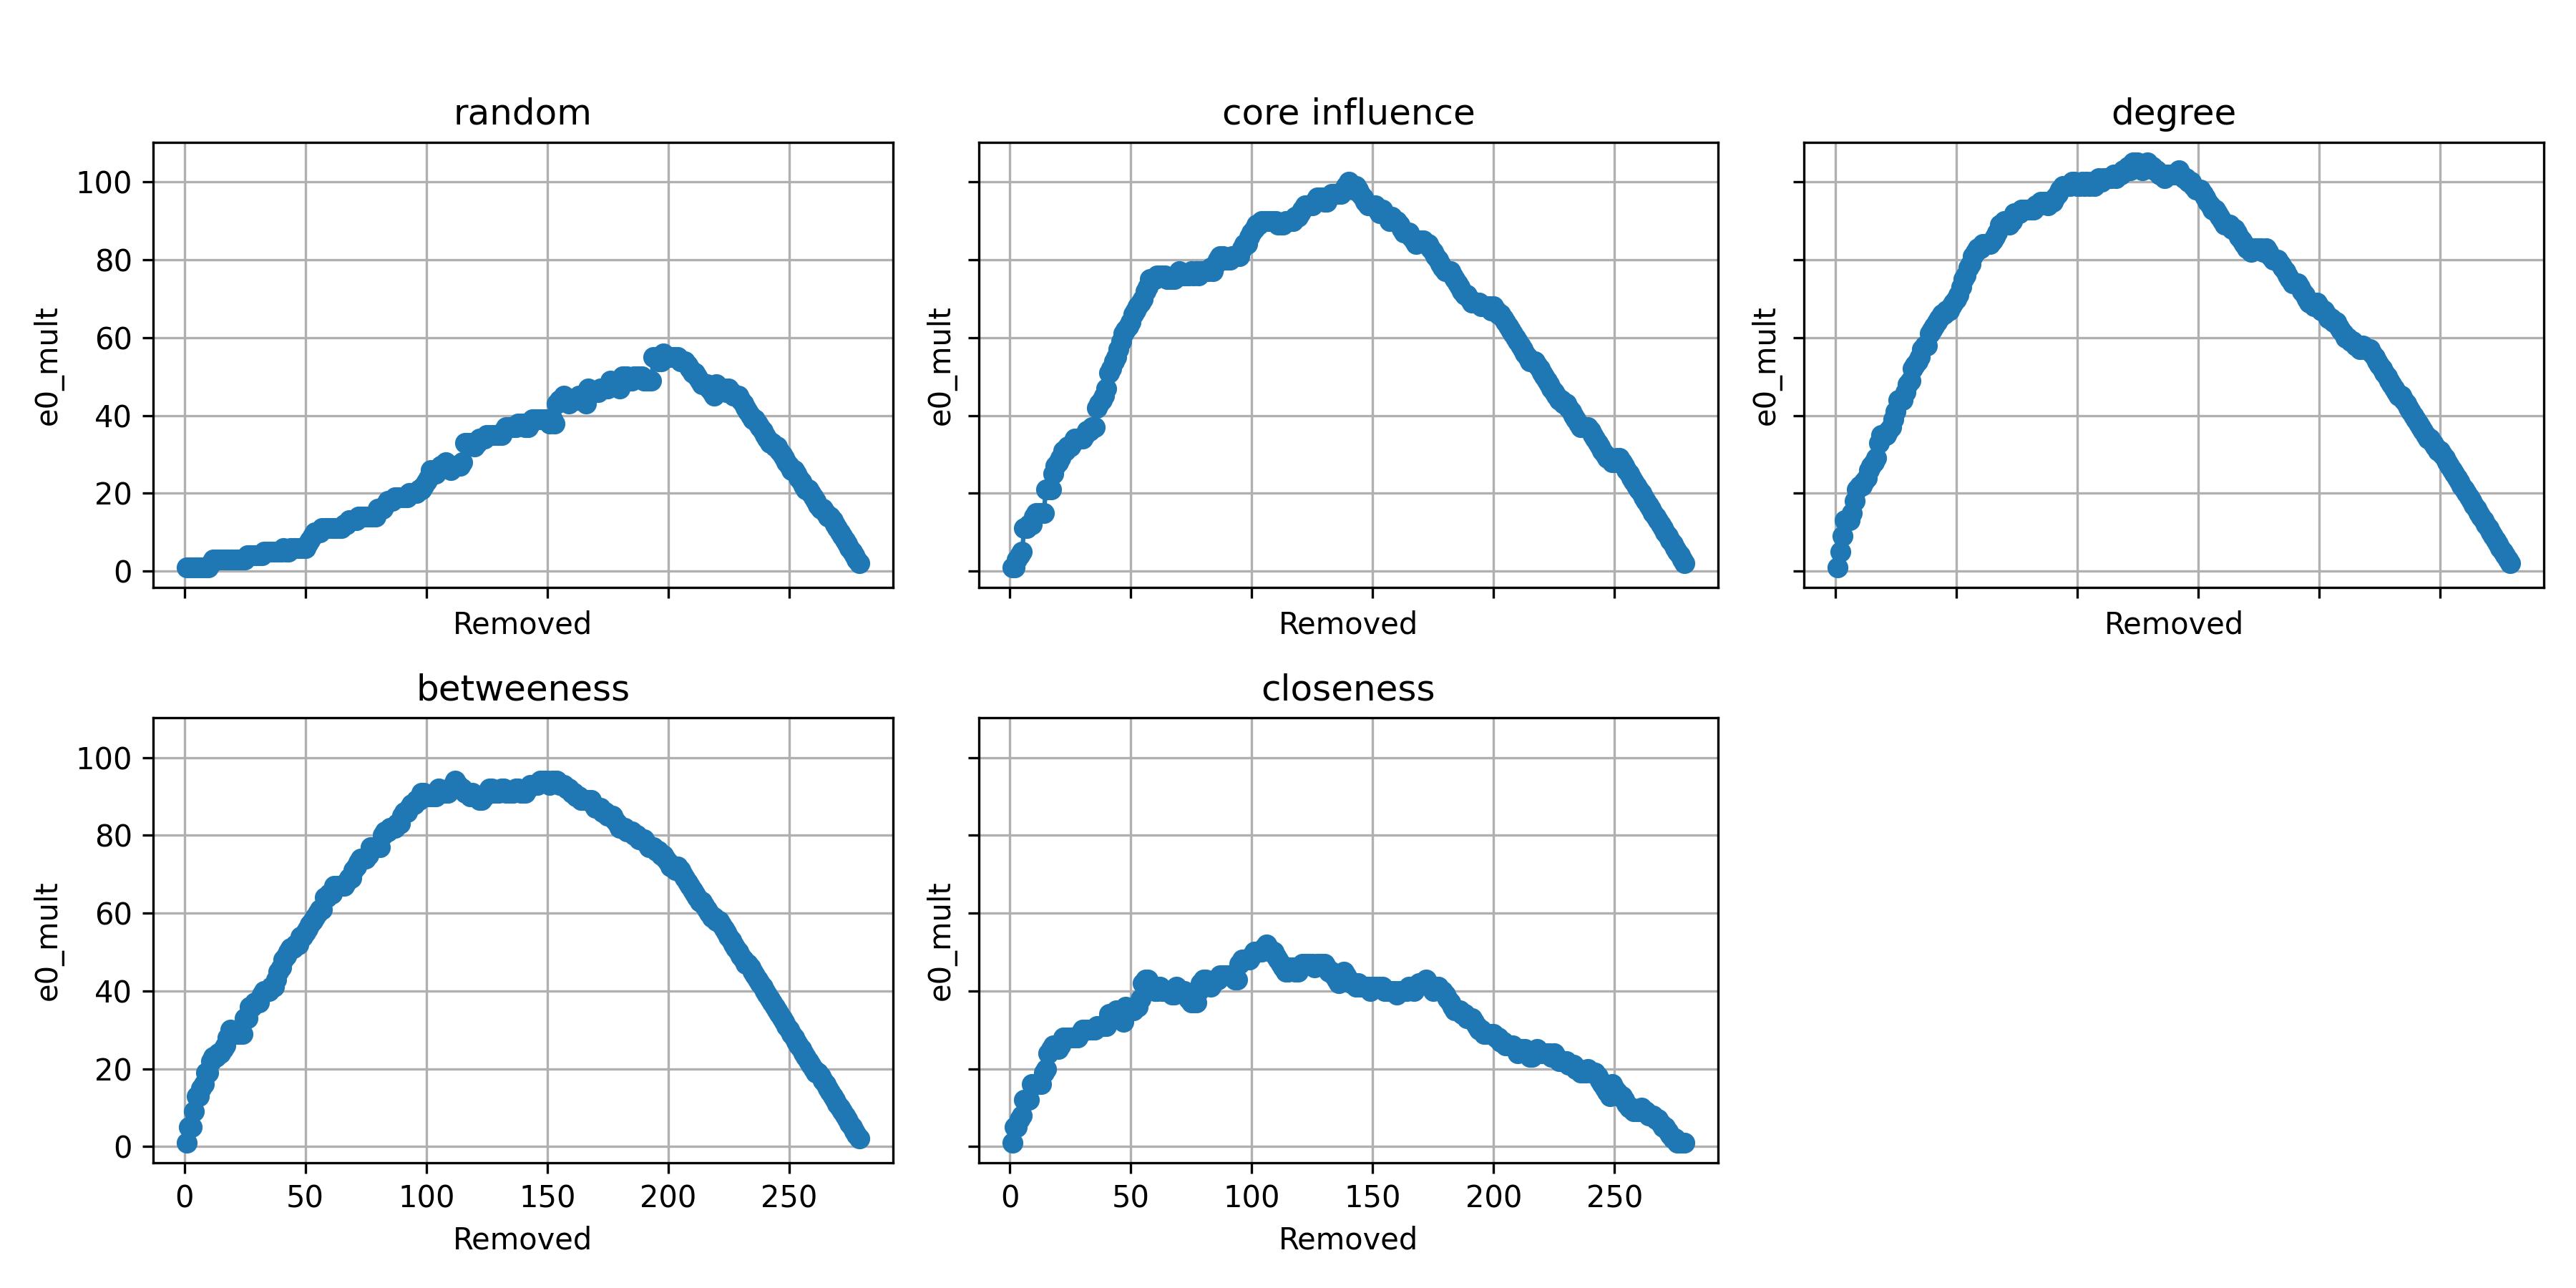 random
core influence
degree
100
80
60
40
20
0
e0_mult
e0_mult
e0_mult
Removed
Removed
Removed
betweeness
closeness
100
80
60
40
20
0
e0_mult
e0_mult
0 50 100 150 200 250
0 50 100 150 200 250
Removed
Removed